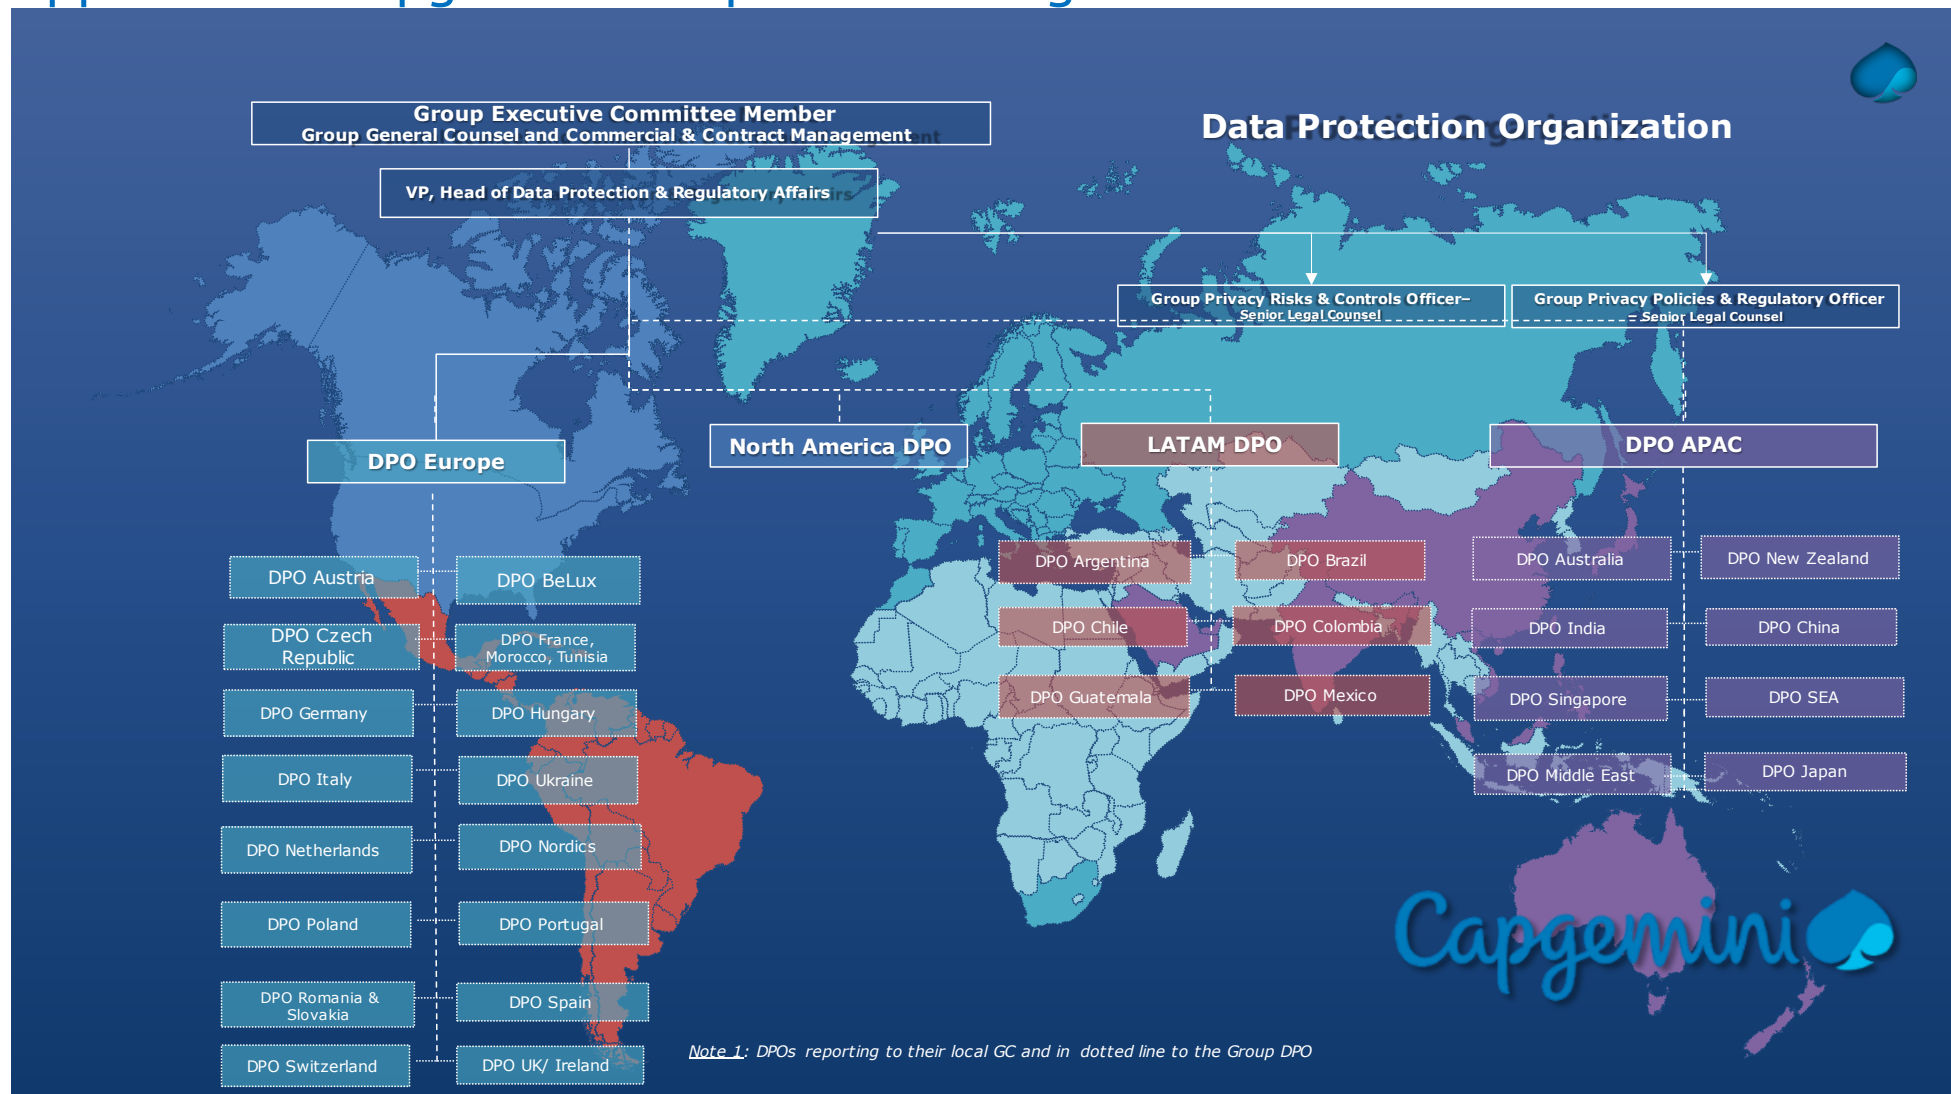 Group Executive Committee Member
Group General Counsel and Commercial & Contract Management
Data Protection Organization
VP, Head of Data Protection & Regulatory Affairs
Group Privacy Risks & Controls Officer–
Senior Legal Counsel
Group Privacy Policies & Regulatory Officer
– Senior Legal Counsel
DPO Europe
North America DPO
LATAM DPO
DPO APAC
DPO Austria
DPO BeLux
DPO Czech
Republic
DPO France,
Morocco, Tunisia
DPO Germany
DPO Hungary
DPO Italy
DPO Ukraine
DPO Netherlands
DPO Nordics
DPO Poland
DPO Portugal
DPO Romania &
Slovakia
DPO Spain
DPO Switzerland
DPO UK/ Ireland
DPO Argentina
DPO Brazil
DPO Chile
DPO Colombia
DPO Guatemala
DPO Mexico
DPO Australia
DPO New Zealand
DPO India
DPO China
DPO Singapore
DPO SEA
DPO Middle East
DPO Japan
Capgemini
Note 1: DPOs reporting to their local GC and in dotted line to the Group DPO